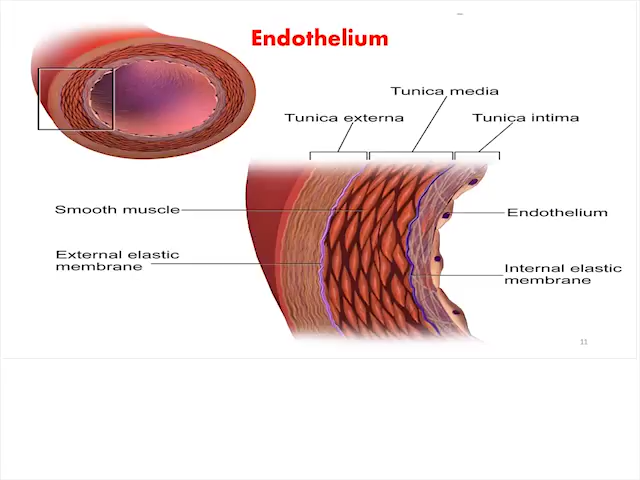 Endothelium
Tunica media
Tunica externa
Tunica intima
Smooth muscle
Endothelium
External elastic
membrane
Internal elastic
membrane
11